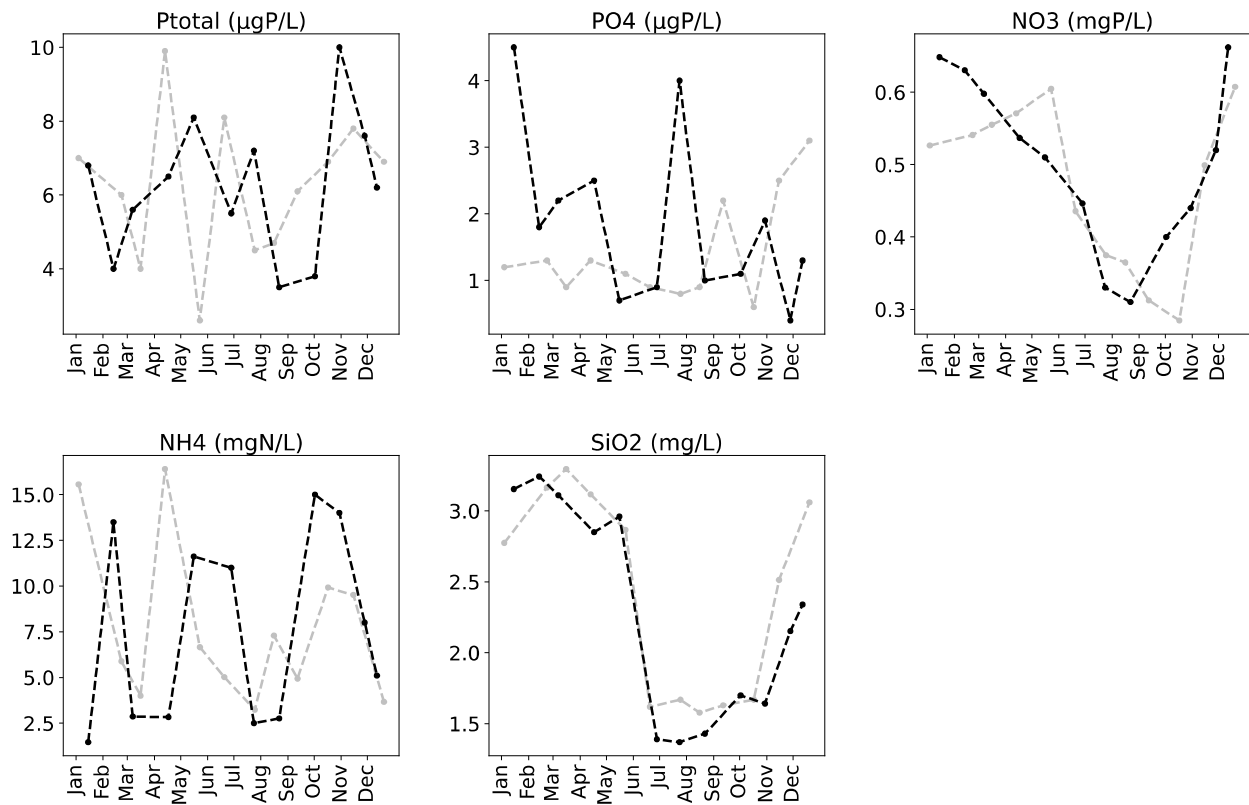 Ptotal (µgP/L)
10
8
6
4
Jan Feb Mar Apr May Jun Jul Aug Sep Oct Nov Dec
PO4 (µgP/L)
4
3
2
1
Jan Feb Mar Apr May Jun Jul Aug Sep Oct Nov Dec
NO3 (mgP/L)
0.6
0.5
0.4
0.3
Jan Feb Mar Apr May Jun Jul Aug Sep Oct Nov Dec
NH4 (mgN/L)
15.0
12.5
10.0
7.5
5.0
2.5
Jan Feb Mar Apr May Jun Jul Aug Sep Oct Nov Dec
SiO2 (mg/L)
3.0
2.5
2.0
1.5
Jan Feb Mar Apr May Jun Jul Aug Sep Oct Nov Dec